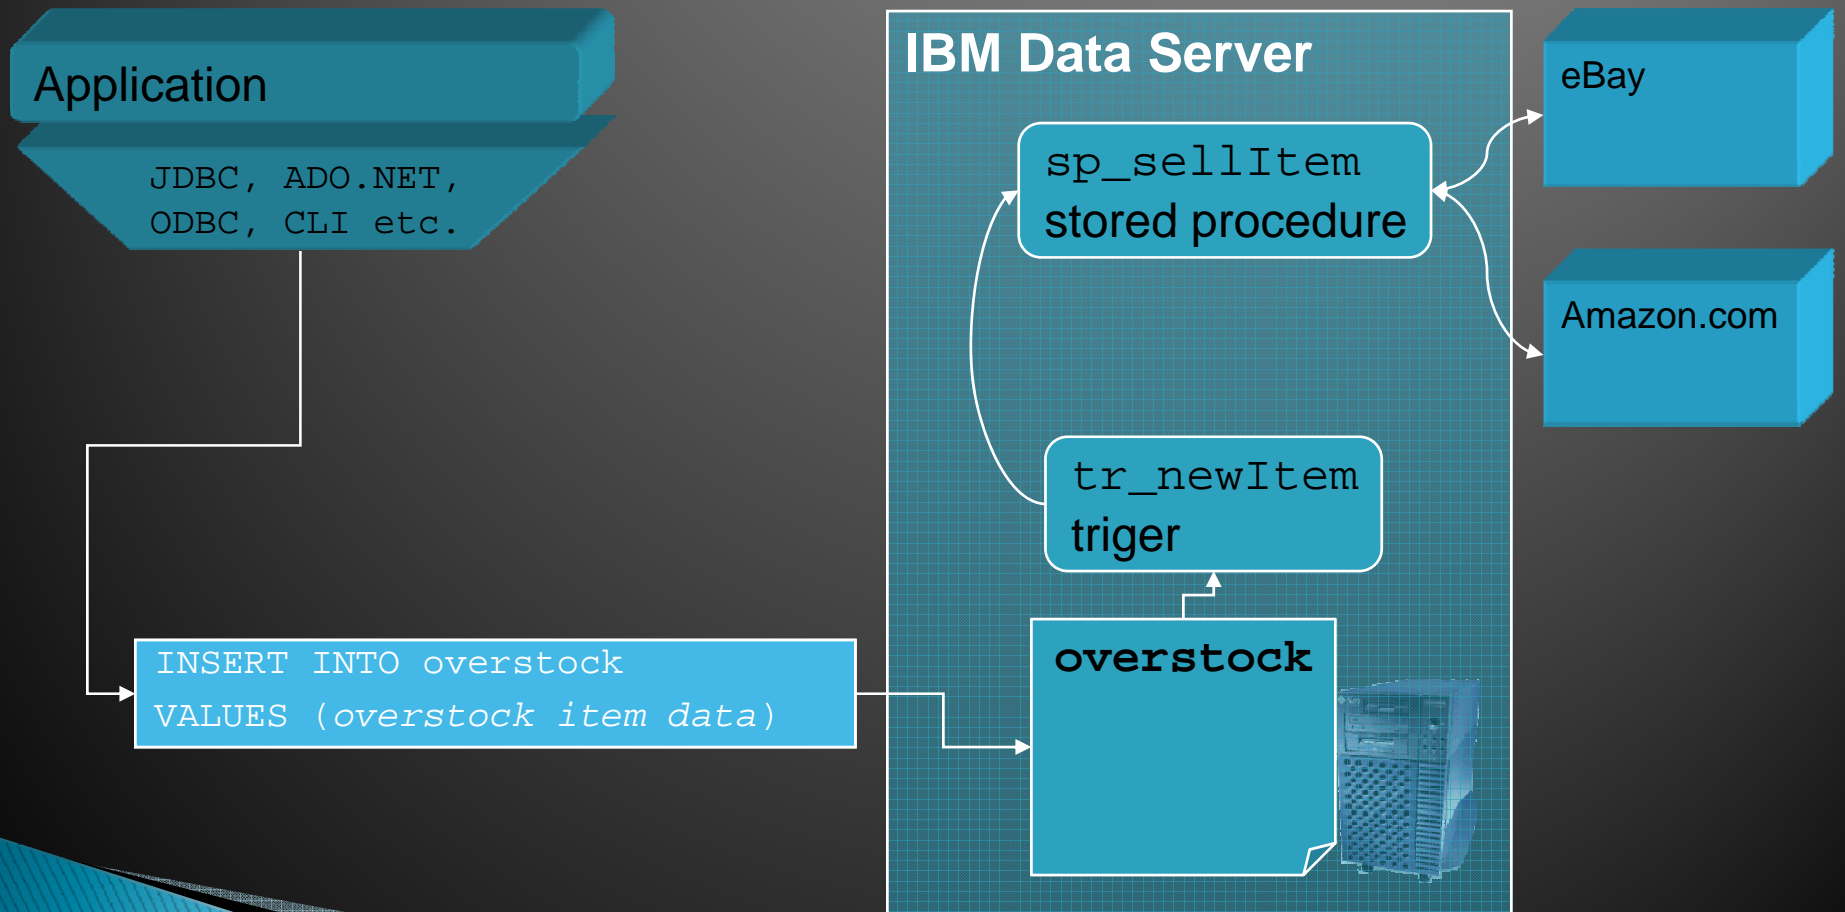 Application
JDBC, ADO.NET,
ODBC, CLI etc.
INSERT INTO overstock
VALUES (overstock item data)
IBM Data Server
sp_sellItem
stored procedure
tr_newItem
triger
overstock
eBay
Amazon.com